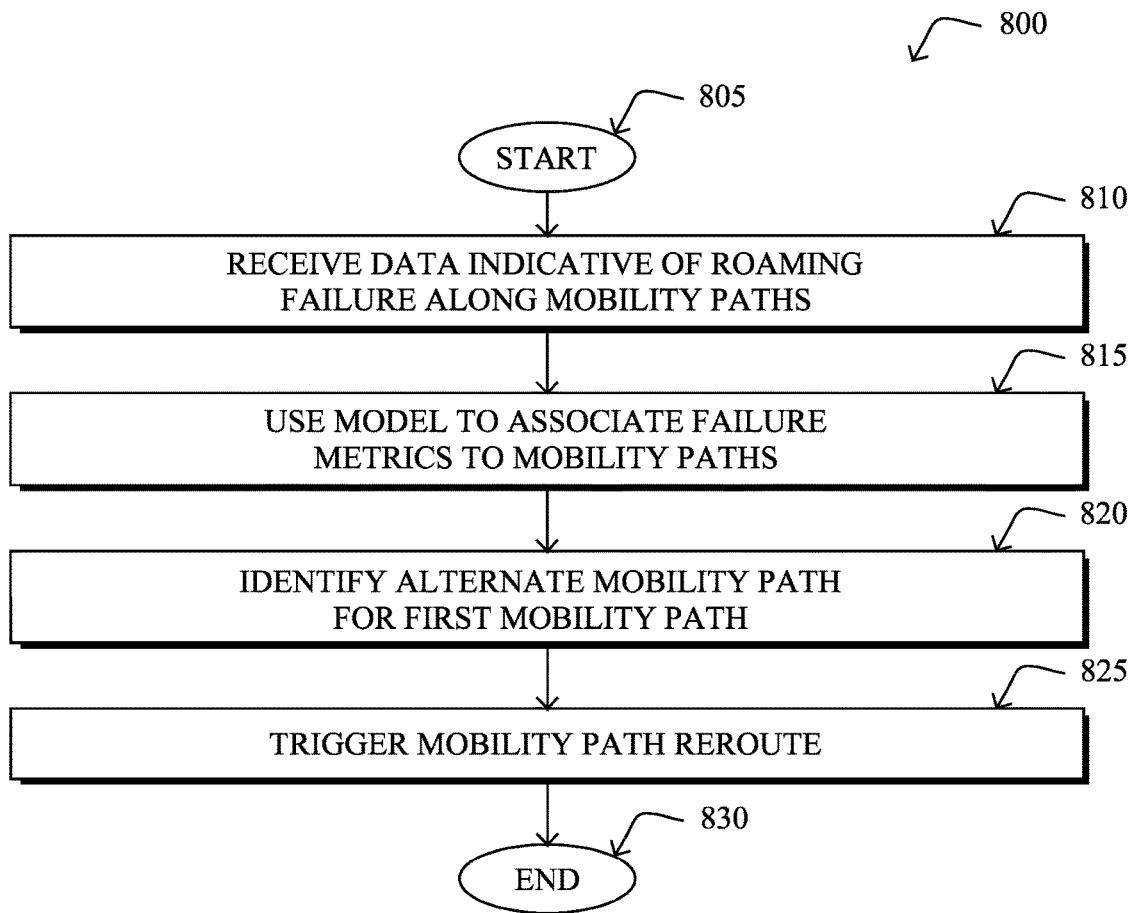 800
805
START
810
RECEIVE DATA INDICATIVE OF ROAMING
FAILURE ALONG MOBILITY PATHS
815
USE MODEL TO ASSOCIATE FAILURE
METRICS TO MOBILITY PATHS
820
IDENTIFY ALTERNATE MOBILITY PATH
FOR FIRST MOBILITY PATH
825
TRIGGER MOBILITY PATH REROUTE
830
END